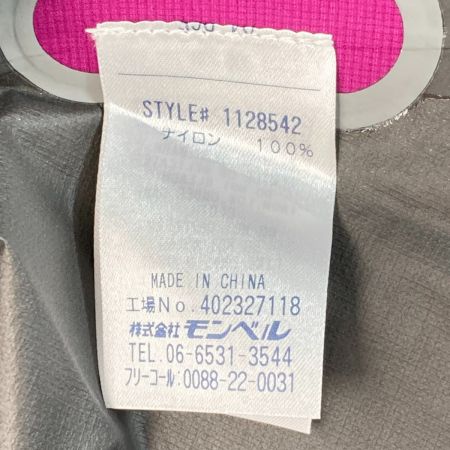 STYLE# 1128542
ナイロン 100%
MADE IN CHINA
工場No. 402327118
株式会社 モンベル
TEL. 06-6531-3544
フリーコール:0088-22-0031